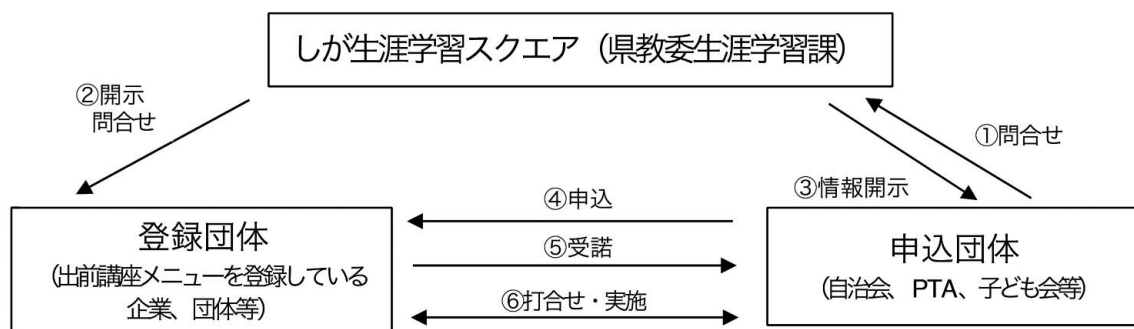 しが生涯学習スクエア（県教委生涯学習課）
②開示
問合せ
①問合せ
③情報開示
④申込
登録団体
（出前講座メニューを登録している
企業、団体等）
⑤受諾
申込団体
（自治会、PTA、子ども会等）
⑥打合せ・実施